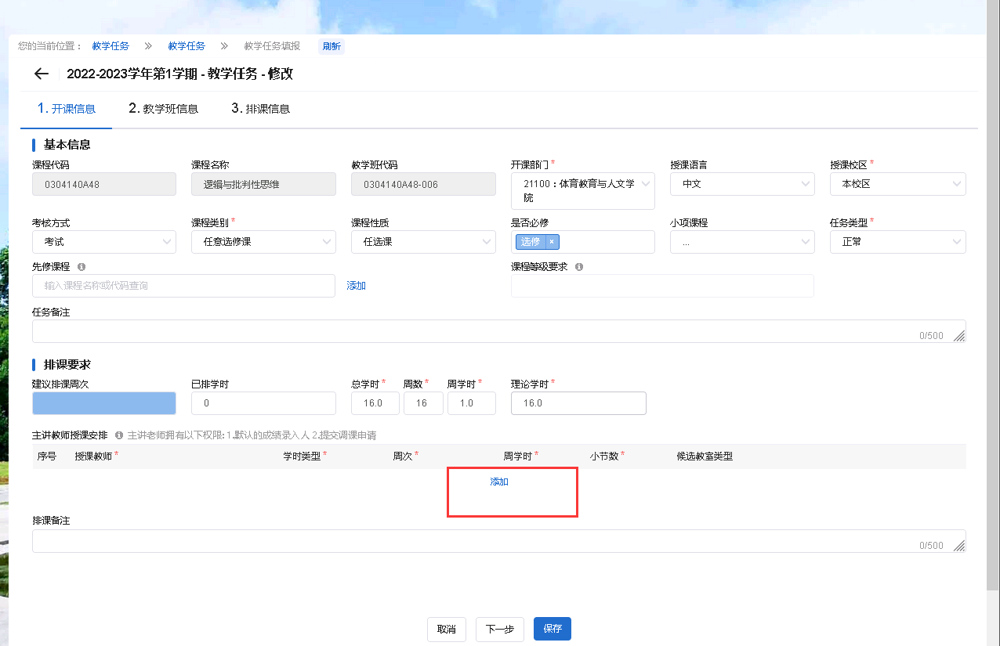 您的当前位置： 教学任务 » 教学任务 » 教学任务填报 刷新
2022-2023学年第1学期 - 教学任务 - 修改
1. 开课信息 2. 教学班信息 3. 排课信息
基本信息
课程代码 课程名称 教学班代码 开课部门* 授课语言 授课校区*
0304140A48 逻辑与批判性思维 0304140A48-006 21100：体育教育与人文学 中文 本校区
院
考核方式 课程类别* 课程性质 是否必修 小项课程 任务类型*
考试 任意选修课 任选课 选修 × ... 正常
先修课程 课程等级要求
输入课程名称或代码查询 添加
任务备注
0/500
排课要求
建议排课周次 已排学时 总学时* 周数* 周学时* 理论学时*
0 16.0 16 1.0 16.0
主讲教师授课安排 主讲老师拥有以下权限: 1.默认的成绩录入人 2.提交调课申请
序号 授课教师* 学时类型* 周次* 周学时* 小节数* 候选教室类型
添加
排课备注
0/500
取消 下一步 保存